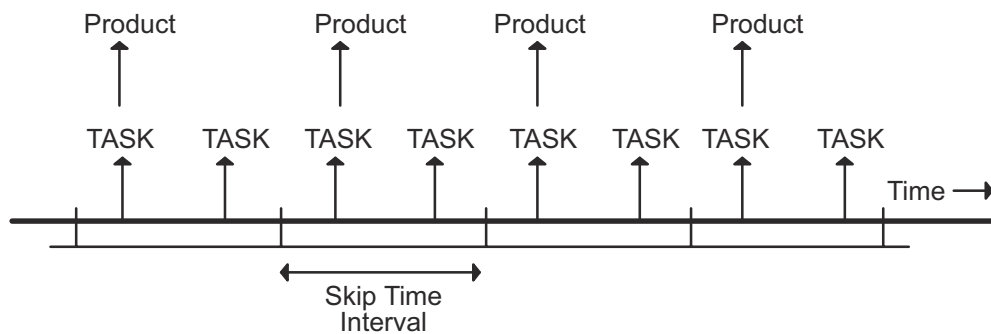 Product Product Product Product
TASK TASK TASK TASK TASK TASK TASK TASK
Time
Skip Time
Interval